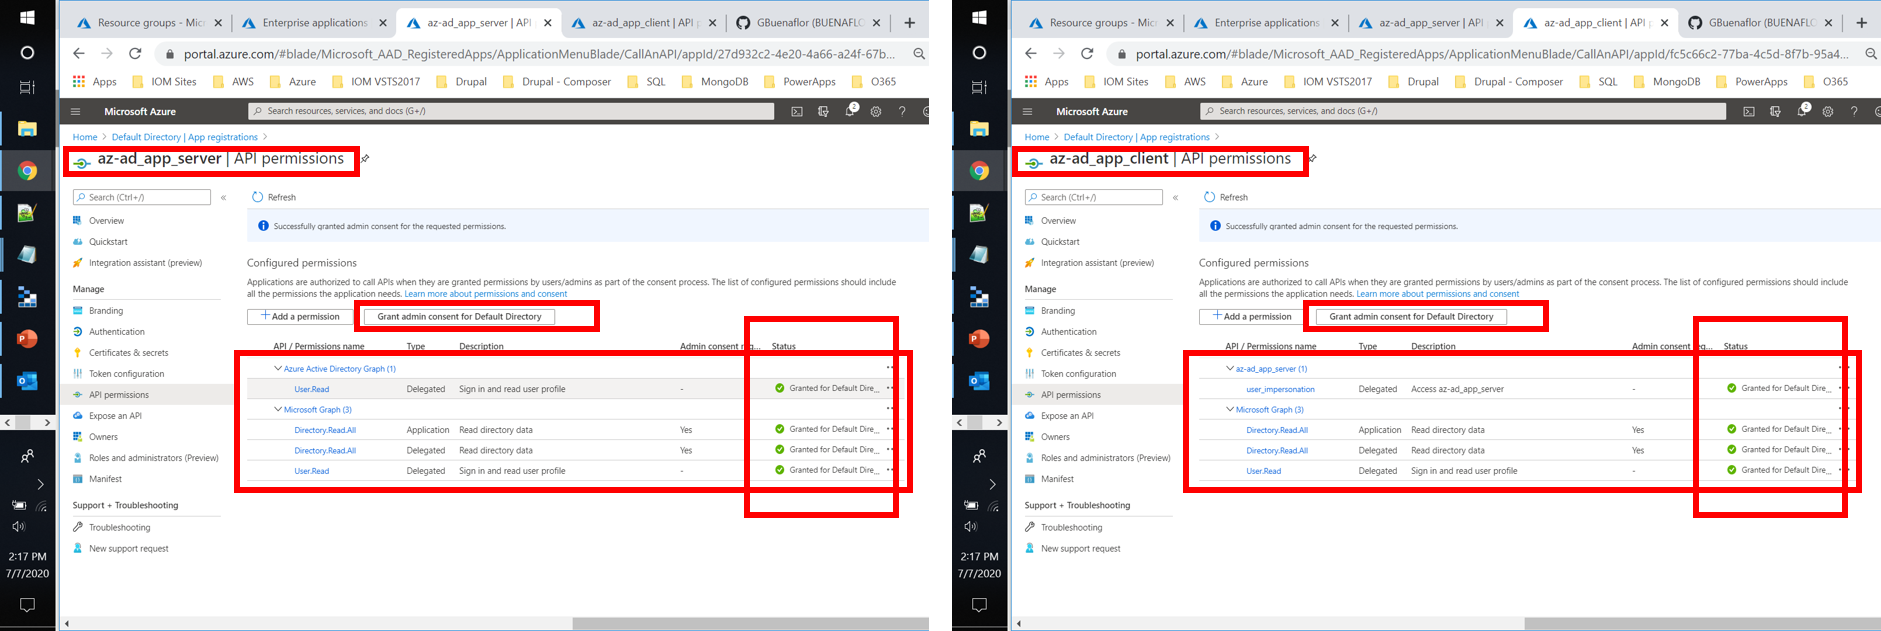 Resource groups - Mic
Enterprise applications
az-ad_app_server | API
az-ad_app_client | API p
GBuenaflor (BUENAFLO
portal.azure.com/#blade/Microsoft_AAD_RegisteredApps/ApplicationMenuBlade/CallAnAPI/appId/27d932c2-4e20-4a66-a24f-67b...
Apps IOM Sites AWS Azure IOM VSTS2017 Drupal Drupal - Composer SQL MongoDB PowerApps O365
Microsoft Azure
Search resources, services, and docs (G+/)
2
Home > Default Directory | App registrations >
az-ad_app_server | API permissions
Search (Ctrl+/)
«
Refresh
Overview
Quickstart
Integration assistant (preview)
Manage
Branding
Authentication
Certificates & secrets
Token configuration
API permissions
Expose an API
Owners
Roles and administrators (Preview)
Manifest
Support + Troubleshooting
Troubleshooting
New support request
Successfully granted admin consent for the requested permissions.
Configured permissions
Applications are authorized to call APIs when they are granted permissions by users/admins as part of the consent process. The list of configured permissions should include
all the permissions the application needs. Learn more about permissions and consent
+ Add a permission
Grant admin consent for Default Directory
API / Permissions name Type Description Admin consent req... Status
Azure Active Directory Graph (1) ...
User.Read Delegated Sign in and read user profile - Granted for Default Dire... ...
Microsoft Graph (3) ...
Directory.Read.All Application Read directory data Yes Granted for Default Dire... ...
Directory.Read.All Delegated Read directory data Yes Granted for Default Dire... ...
User.Read Delegated Sign in and read user profile - Granted for Default Dire... ...
2:17 PM
7/7/2020
Resource groups - Mic
Enterprise applications
az-ad_app_server | API
az-ad_app_client | API p
GBuenaflor (BUENAFLO
portal.azure.com/#blade/Microsoft_AAD_RegisteredApps/ApplicationMenuBlade/CallAnAPI/appId/fc5c66c2-77ba-4c5d-8f7b-95a4...
Apps IOM Sites AWS Azure IOM VSTS2017 Drupal Drupal - Composer SQL MongoDB PowerApps O365
Microsoft Azure
Search resources, services, and docs (G+/)
2
Home > Default Directory | App registrations >
az-ad_app_client | API permissions
Search (Ctrl+/)
«
Refresh
Overview
Quickstart
Integration assistant (preview)
Manage
Branding
Authentication
Certificates & secrets
Token configuration
API permissions
Expose an API
Owners
Roles and administrators (Preview)
Manifest
Support + Troubleshooting
Troubleshooting
New support request
Successfully granted admin consent for the requested permissions.
Configured permissions
Applications are authorized to call APIs when they are granted permissions by users/admins as part of the consent process. The list of configured permissions should include
all the permissions the application needs. Learn more about permissions and consent
+ Add a permission
Grant admin consent for Default Directory
API / Permissions name Type Description Admin consent req... Status
az-ad_app_server (1) ...
user_impersonation Delegated Access az-ad_app_server - Granted for Default Dire... ...
Microsoft Graph (3) ...
Directory.Read.All Application Read directory data Yes Granted for Default Dire... ...
Directory.Read.All Delegated Read directory data Yes Granted for Default Dire... ...
User.Read Delegated Sign in and read user profile - Granted for Default Dire... ...
2:17 PM
7/7/2020